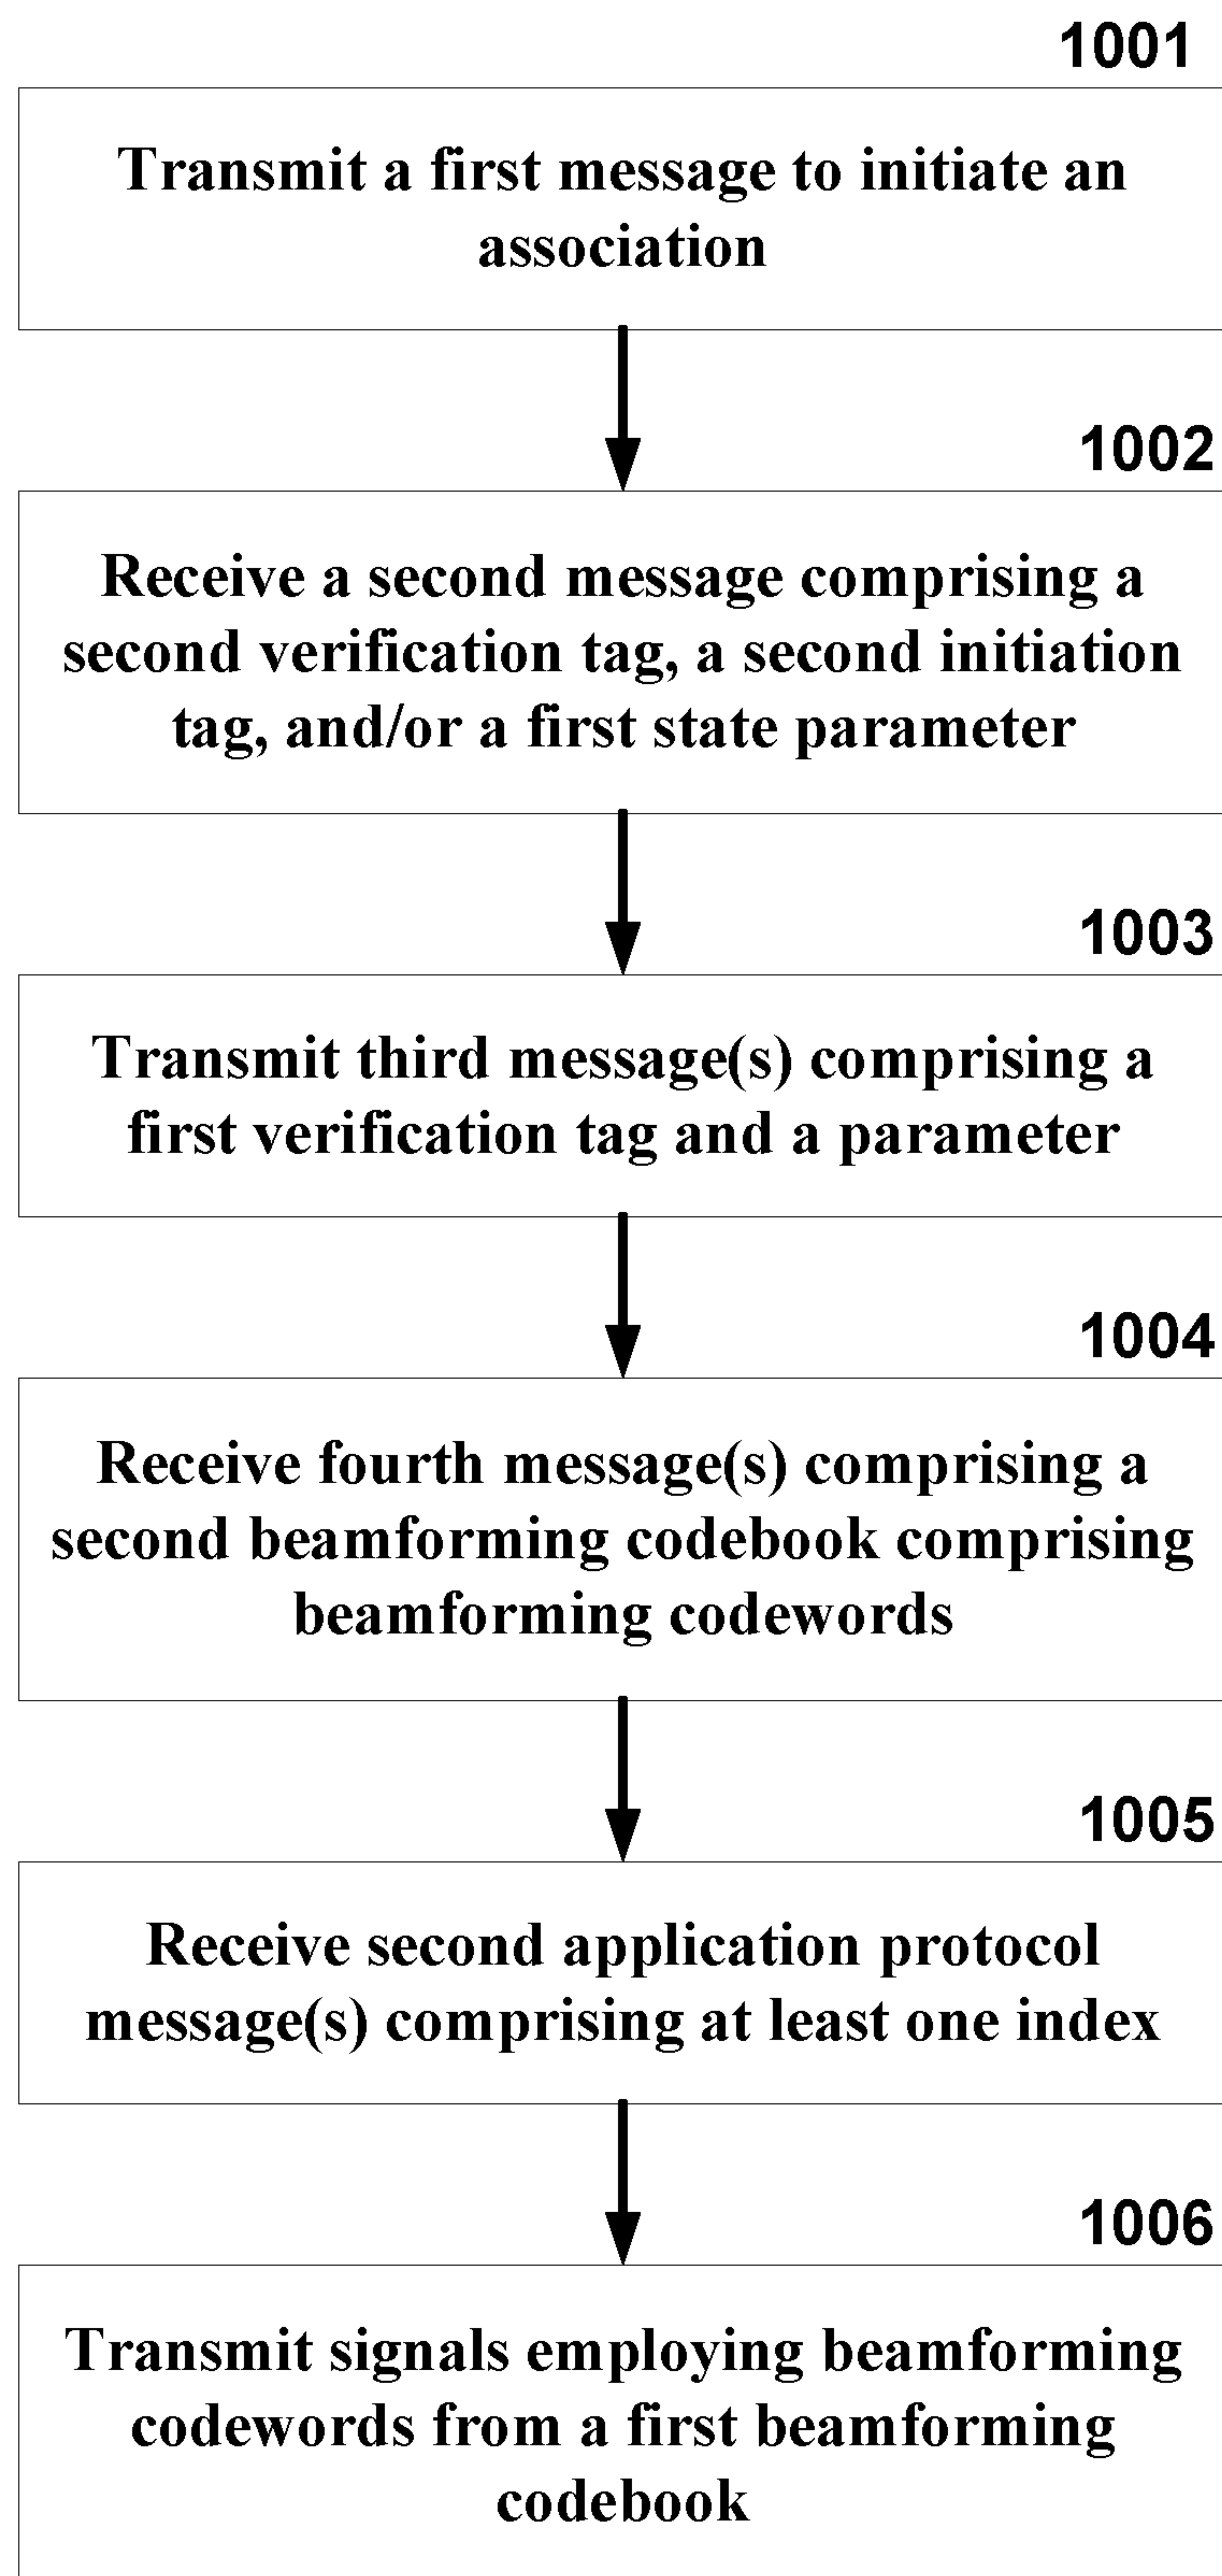 1001
Transmit a first message to initiate an
association
1002
Receive a second message comprising a
second verification tag, a second initiation
tag, and/or a first state parameter
1003
Transmit third message(s) comprising a
first verification tag and a parameter
1004
Receive fourth message(s) comprising a
second beamforming codebook comprising
beamforming codewords
1005
Receive second application protocol
message(s) comprising at least one index
1006
Transmit signals employing beamforming
codewords from a first beamforming
codebook